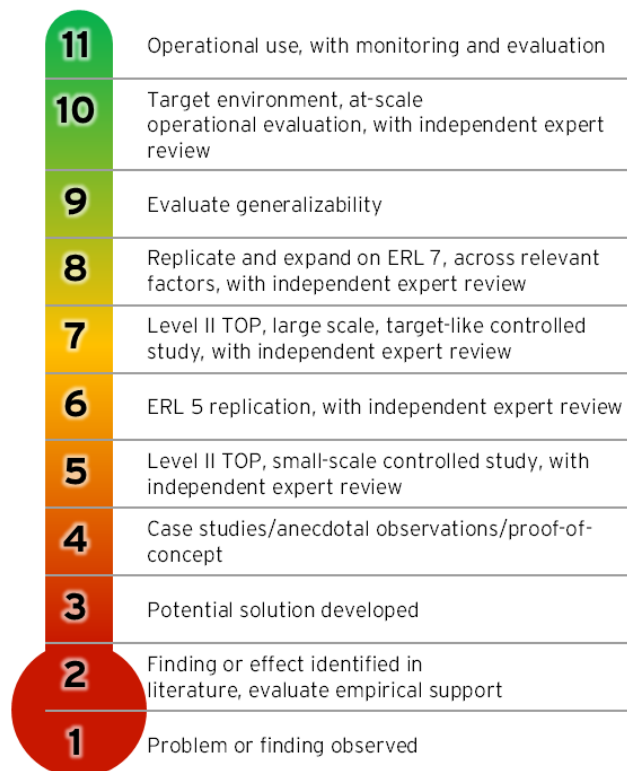 11
Operational use, with monitoring and evaluation
10
Target environment, at-scale
operational evaluation, with independent expert
review
9
Evaluate generalizability
8
Replicate and expand on ERL 7, across relevant
factors, with independent expert review
7
Level II TOP, large scale, target-like controlled
study, with independent expert review
6
ERL 5 replication, with independent expert review
5
Level II TOP, small-scale controlled study, with
independent expert review
4
Case studies/anecdotal observations/proof-of-
concept
3
Potential solution developed
2
Finding or effect identified in
literature, evaluate empirical support
1
Problem or finding observed